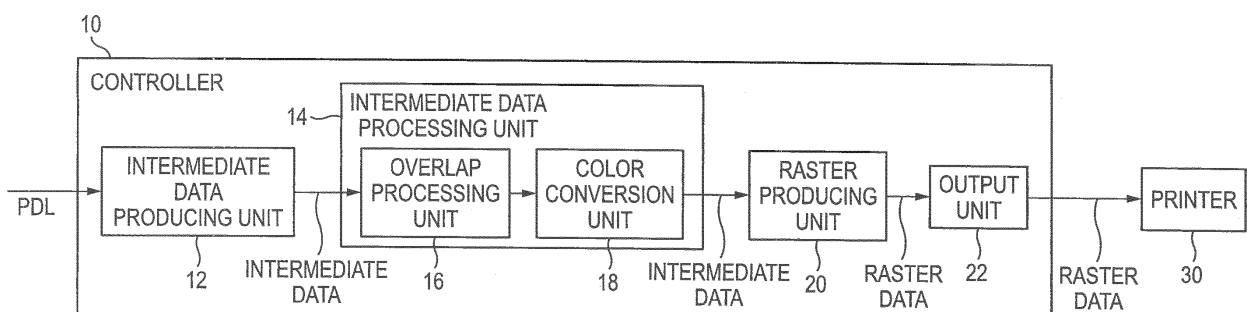 10
CONTROLLER
14
INTERMEDIATE DATA
PROCESSING UNIT
PDL
INTERMEDIATE
DATA
PRODUCING UNIT
12
INTERMEDIATE
DATA
OVERLAP
PROCESSING
UNIT
16
COLOR
CONVERSION
UNIT
18
INTERMEDIATE
DATA
RASTER
PRODUCING
UNIT
20
RASTER
DATA
OUTPUT
UNIT
22
RASTER
DATA
PRINTER
30